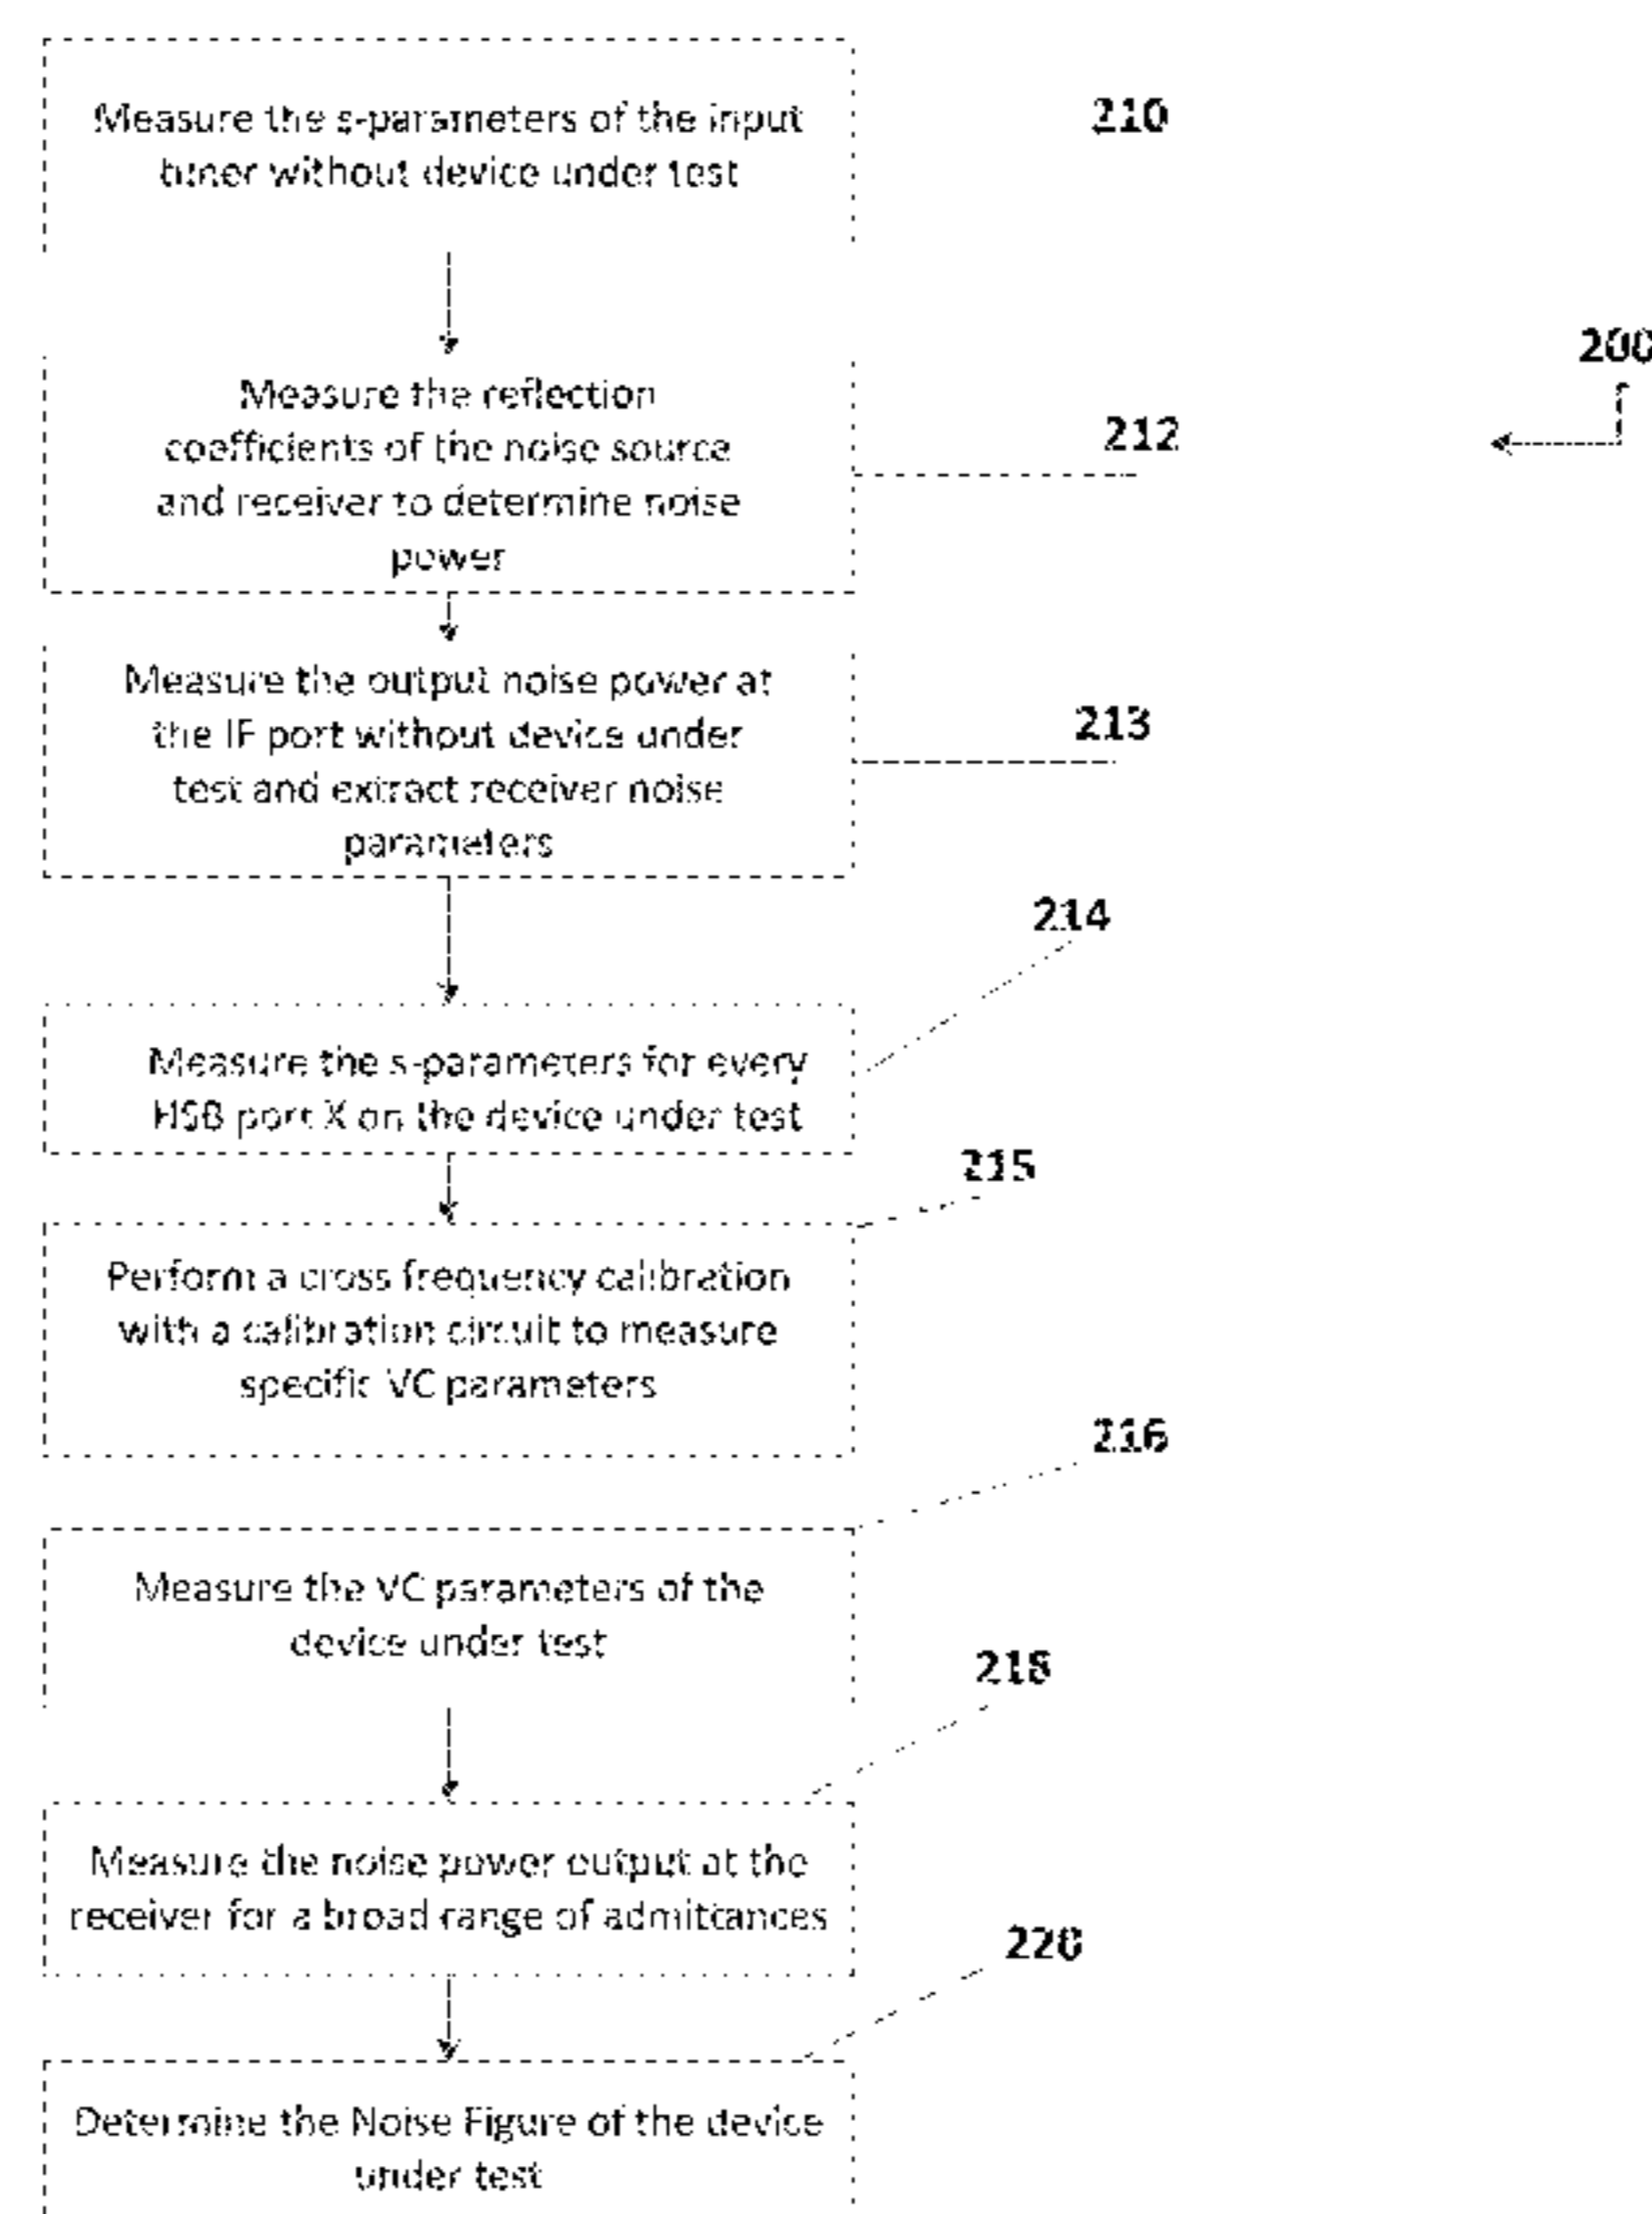 Measure the s-parameters of the input
tuner without device under test
210
200
Measure the reflection
coefficients of the noise source
and receiver to determine noise
power
212
Measure the output noise power at
the IF port without device under
test and extract receiver noise
parameters
213
214
Measure the s-parameters for every
HSB port X on the device under test
215
Perform a cross frequency calibration
with a calibration circuit to measure
specific VC parameters
216
Measure the VC parameters of the
device under test
218
Measure the noise power output at the
receiver for a broad range of admittances
220
Determine the Noise Figure of the device
under test